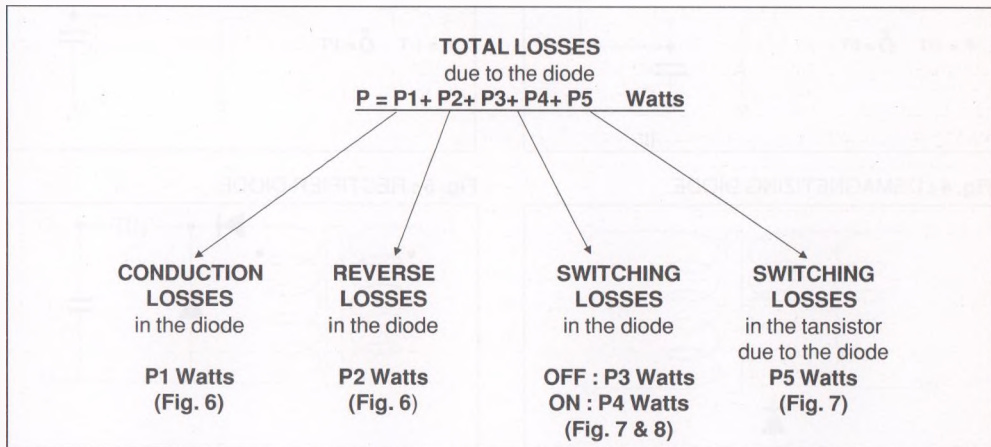 TOTAL LOSSES
due to the diode
P = P1+ P2+ P3+ P4+ P5 Watts
CONDUCTION
LOSSES
in the diode
P1 Watts
(Fig. 6)
REVERSE
LOSSES
in the diode
P2 Watts
(Fig. 6)
SWITCHING
LOSSES
in the diode
OFF : P3 Watts
ON : P4 Watts
(Fig. 7 & 8)
SWITCHING
LOSSES
in the tansistor
due to the diode
P5 Watts
(Fig. 7)